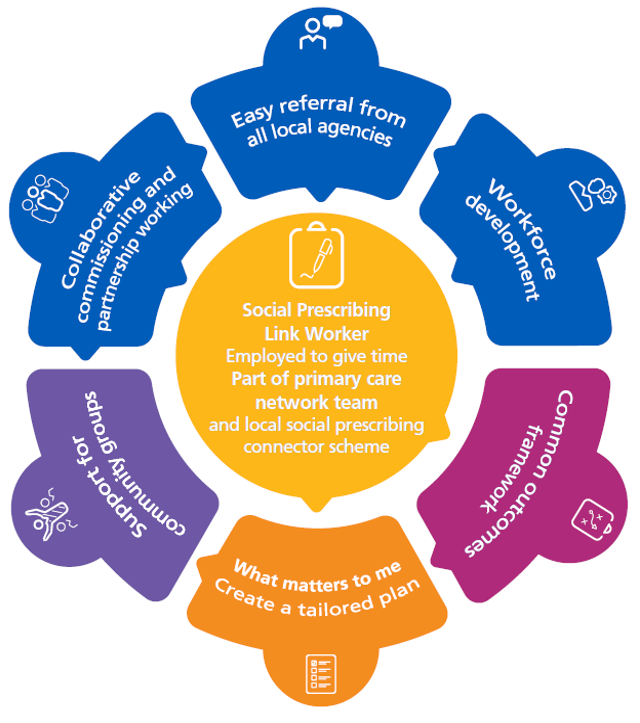 Easy referral from
all local agencies
Workforce
development
Common outcomes
framework
What matters to me
Create a tailored plan
Support for
community groups
Collaborative
commissioning and
partnership working
Social Prescribing
Link Worker
Employed to give time
Part of primary care
network team
and local social prescribing
connector scheme